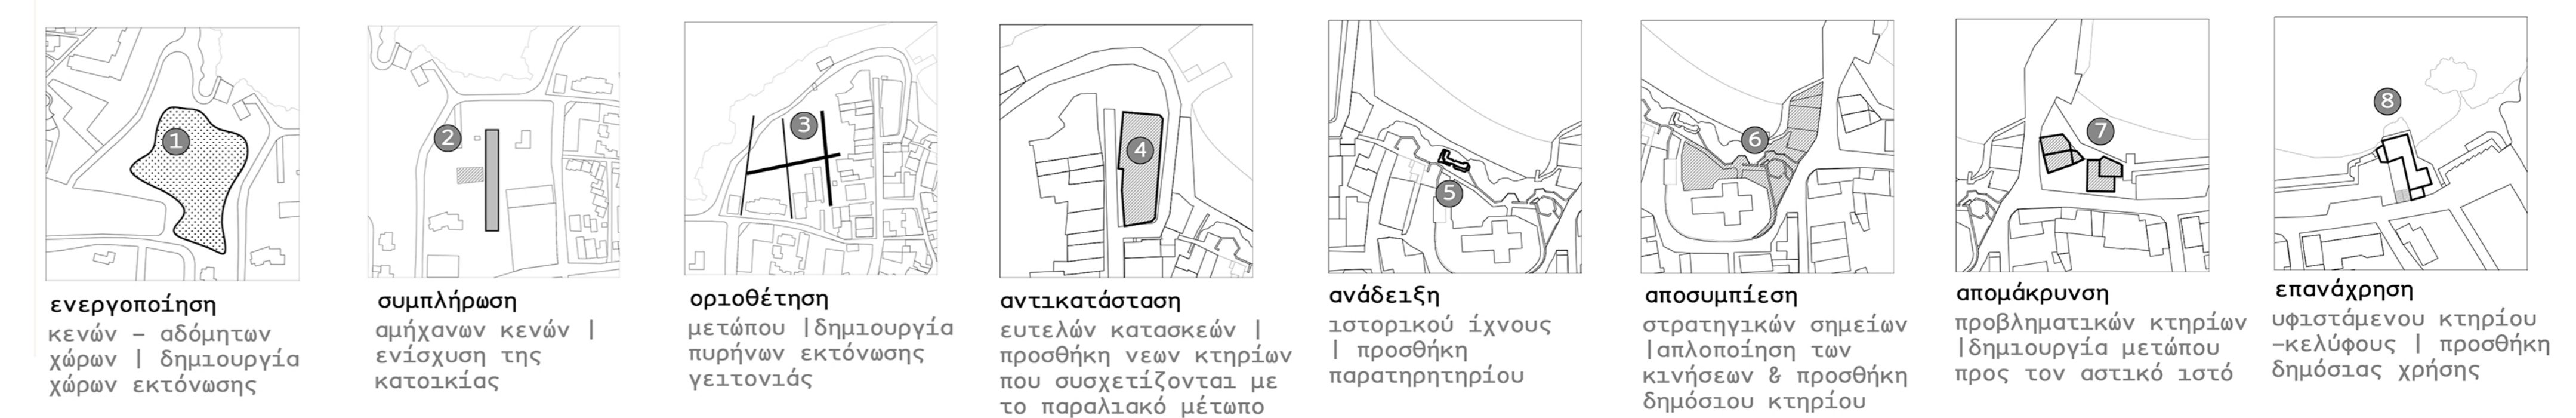 1
ενεργοποίηση
κενών – αδόμητων
χώρων | δημιουργία
χώρων εκτόνωσης
2
συμπλήρωση
αμήχανων κενών |
ενίσχυση της
κατοικίας
3
οριοθέτηση
μετώπου |δημιουργία
πυρήνων εκτόνωσης
γειτονιάς
4
αντικατάσταση
ευτελών κατασκεών |
προσθήκη νεων κτηρίων
που συσχετίζονται με
το παραλιακό μέτωπο
5
ανάδειξη
ιστορικού ίχνους
| προσθήκη
παρατηρητηρίου
6
αποσυμπίεση
στρατηγικών σημείων
|απλοποίηση των
κινήσεων & προσθήκη
δημόσιου κτηρίου
7
απομάκρυνση
προβληματικών κτηρίων
|δημιουργία μετώπου
προς τον αστικό ιστό
8
επανάχρηση
υφιστάμενου κτηρίου
–κελύφους | προσθήκη
δημόσιας χρήσης